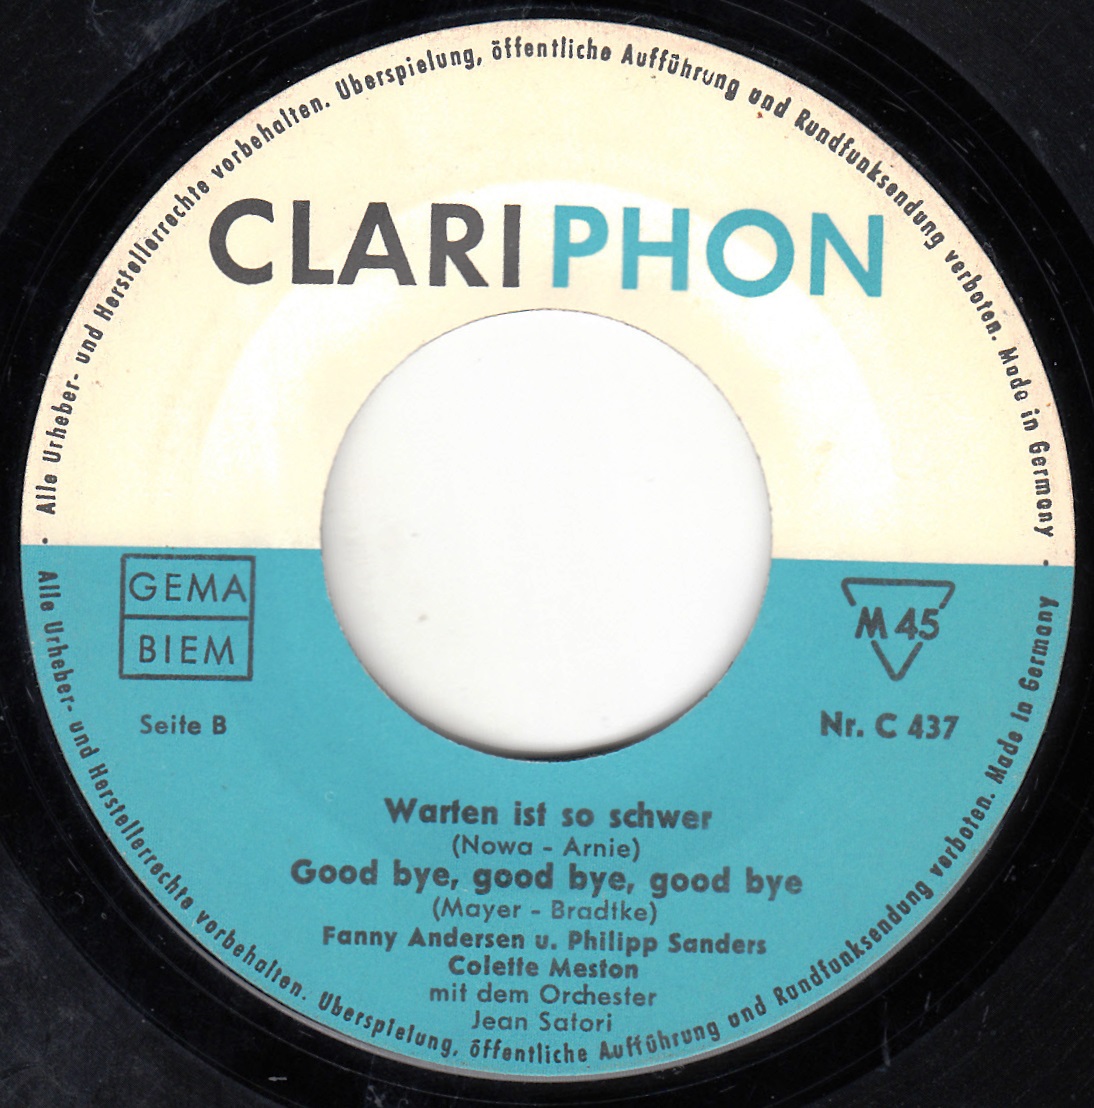 Alle Urheber- und Herstellerrechte vorbehalten. Überspielung, öffentliche Aufführung und Rundfunksendung verboten. Made in Germany
CLARIPHON
GEMA
BIEM
M 45
Seite B
Nr. C 437
Warten ist so schwer
(Nowa - Arnie)
Good bye, good bye, good bye
(Mayer - Bradtke)
Fanny Andersen u. Philipp Sanders
Colette Meston
mit dem Orchester
Jean Satori
Alle Urheber- und Herstellerrechte vorbehalten. Überspielung, öffentliche Aufführung und Rundfunksendung verboten. Made in Germany